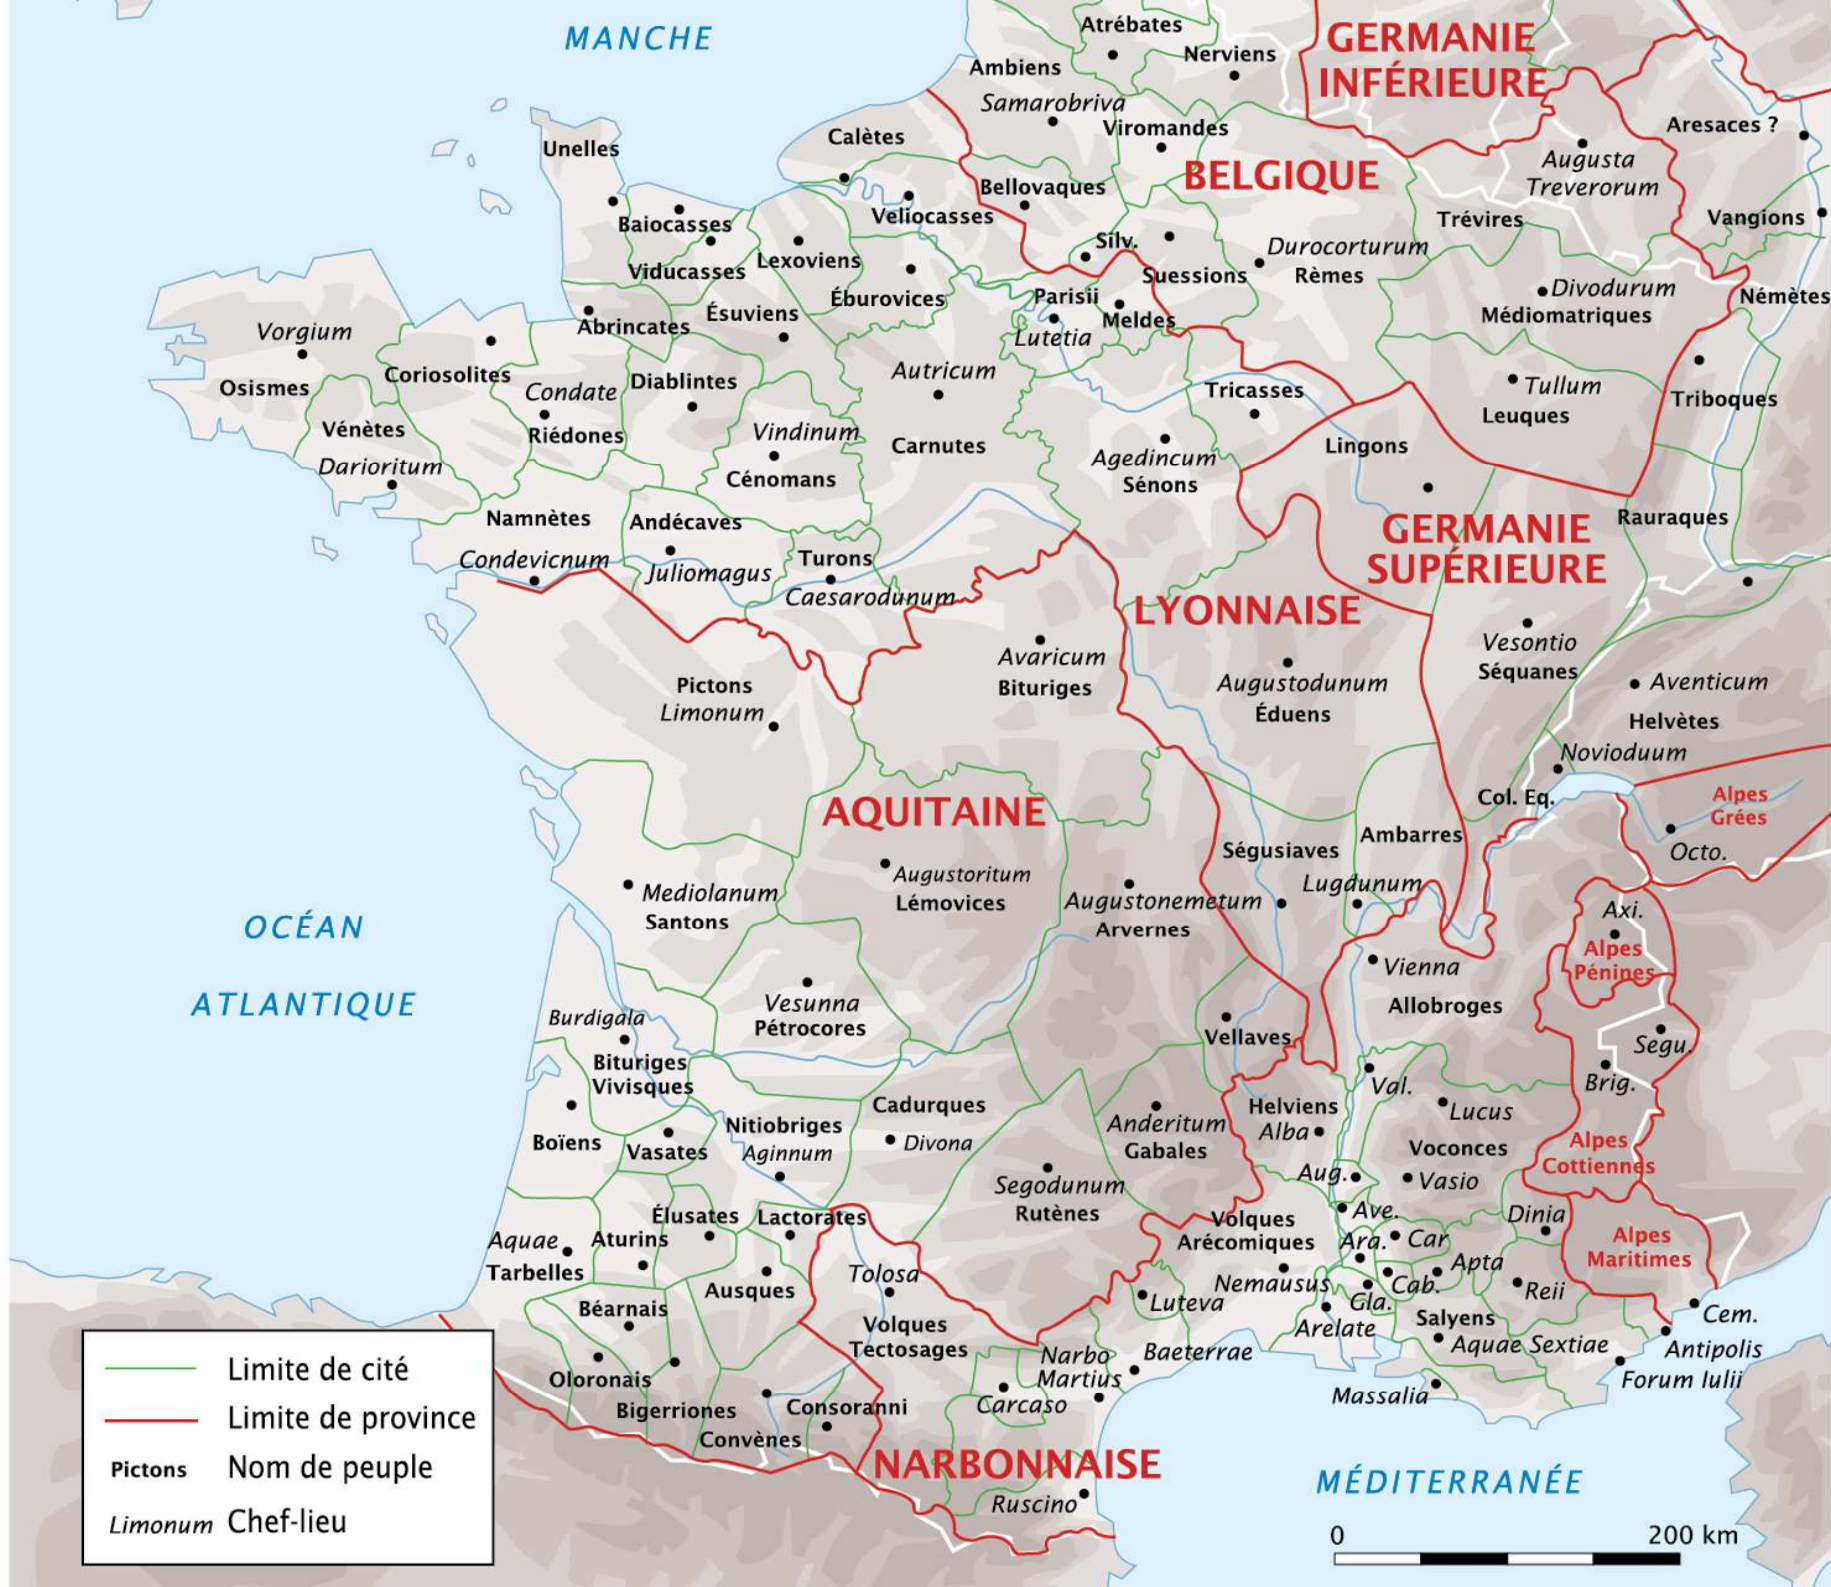 MANCHE
Atrébates
Nerviens
GERMANIE
INFÉRIEURE
Ambiens
Samarobriva
Viromandes
Calètes
Unelles
Aresaces ?
Augusta
Treverorum
BELGIQUE
Bellovaques
Veliocasses
Baiocasses
Trévires
Vangions
Silv.
Durocorturum
Rèmes
Suessions
Lexoviens
Viducasses
Éburovices
Parisii
Meldes
Lutetia
Divodurum
Médiomatriques
Némètes
Ésuviens
Abrincates
Vorgium
Osismes
Coriosolites
Condate
Riédones
Diablintes
Autricum
Carnutes
Tricasses
Tullum
Leuques
Triboques
Vénètes
Darioritum
Vindinum
Cénomans
Agedincum
Sénons
Lingons
Namnètes
Condevicnum
Andécaves
Juliomagus
Turons
Caesarodunum
GERMANIE
SUPÉRIEURE
Rauraques
LYONNAISE
Avaricum
Bituriges
Augustodunum
Éduens
Vesontio
Séquanes
Aventicum
Helvètes
Pictons
Limonum
Novioduum
Col. Eq.
Alpes
Grées
Octo.
AQUITAINE
Ambarres
Ségusiaves
Lugdunum
Augustoritum
Lémovices
Augustonemetum
Arvernes
Mediolanum
Santons
OCÉAN
ATLANTIQUE
Axi.
Alpes
Pénines
Vienna
Allobroges
Vesunna
Pétrocores
Burdigala
Bituriges
Vivisques
Vellaves
Segu.
Brig.
Val.
Lucus
Voconces
Vasio
Helviens
Alba
Cadurques
Divona
Nitiobriges
Aginnum
Anderitum
Gabales
Boïens
Vasates
Alpes
Cottiennes
Segodunum
Rutènes
Aug.
Ave.
Élusates
Lactorates
Aturins
Aquae
Tarbelles
Volques
Arécomiques
Nemausus
Ara.
Car
Dinia
Apta
Cab.
Gla.
Reii
Alpes
Maritimes
Ausques
Tolosa
Volques
Tectosages
Luteva
Arelate
Salyens
Aquae Sextiae
Cem.
Antipolis
Forum Iulii
Massalia
Béarnais
Oloronais
Bigerriones
Convènes
Consoranni
Narbo
Martius
Baeterrae
Carcaso
NARBONNAISE
Ruscino
MÉDITERRANÉE
0 200 km
Limite de cité
Limite de province
Pictons Nom de peuple
Limonum Chef-lieu